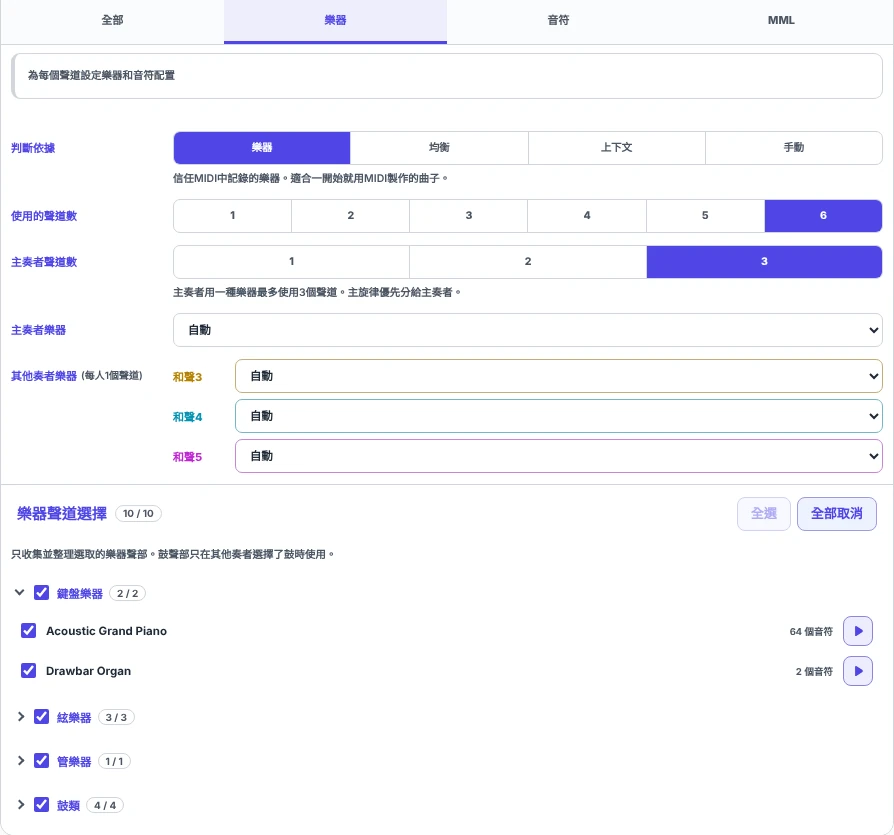 全部 樂器 音符 MML
為每個聲道設定樂器和音符配置
判斷依據 樂器 均衡 上下文 手動
信任MIDI中記錄的樂器。適合一開始就用MIDI製作的曲子。
使用的聲道數 1 2 3 4 5 6
主奏者聲道數 1 2 3
主奏者用一種樂器最多使用3個聲道。主旋律優先分給主奏者。
主奏者樂器 自動
其他奏者樂器 (每人1個聲道) 和聲3 自動
和聲4 自動
和聲5 自動
樂器聲道選擇 10 / 10 全選 全部取消
只收集並整理選取的樂器聲部。鼓聲部只在其他奏者選擇了鼓時使用。
鍵盤樂器 2 / 2
Acoustic Grand Piano 64 個音符
Drawbar Organ 2 個音符
絃樂器 3 / 3
管樂器 1 / 1
鼓類 4 / 4